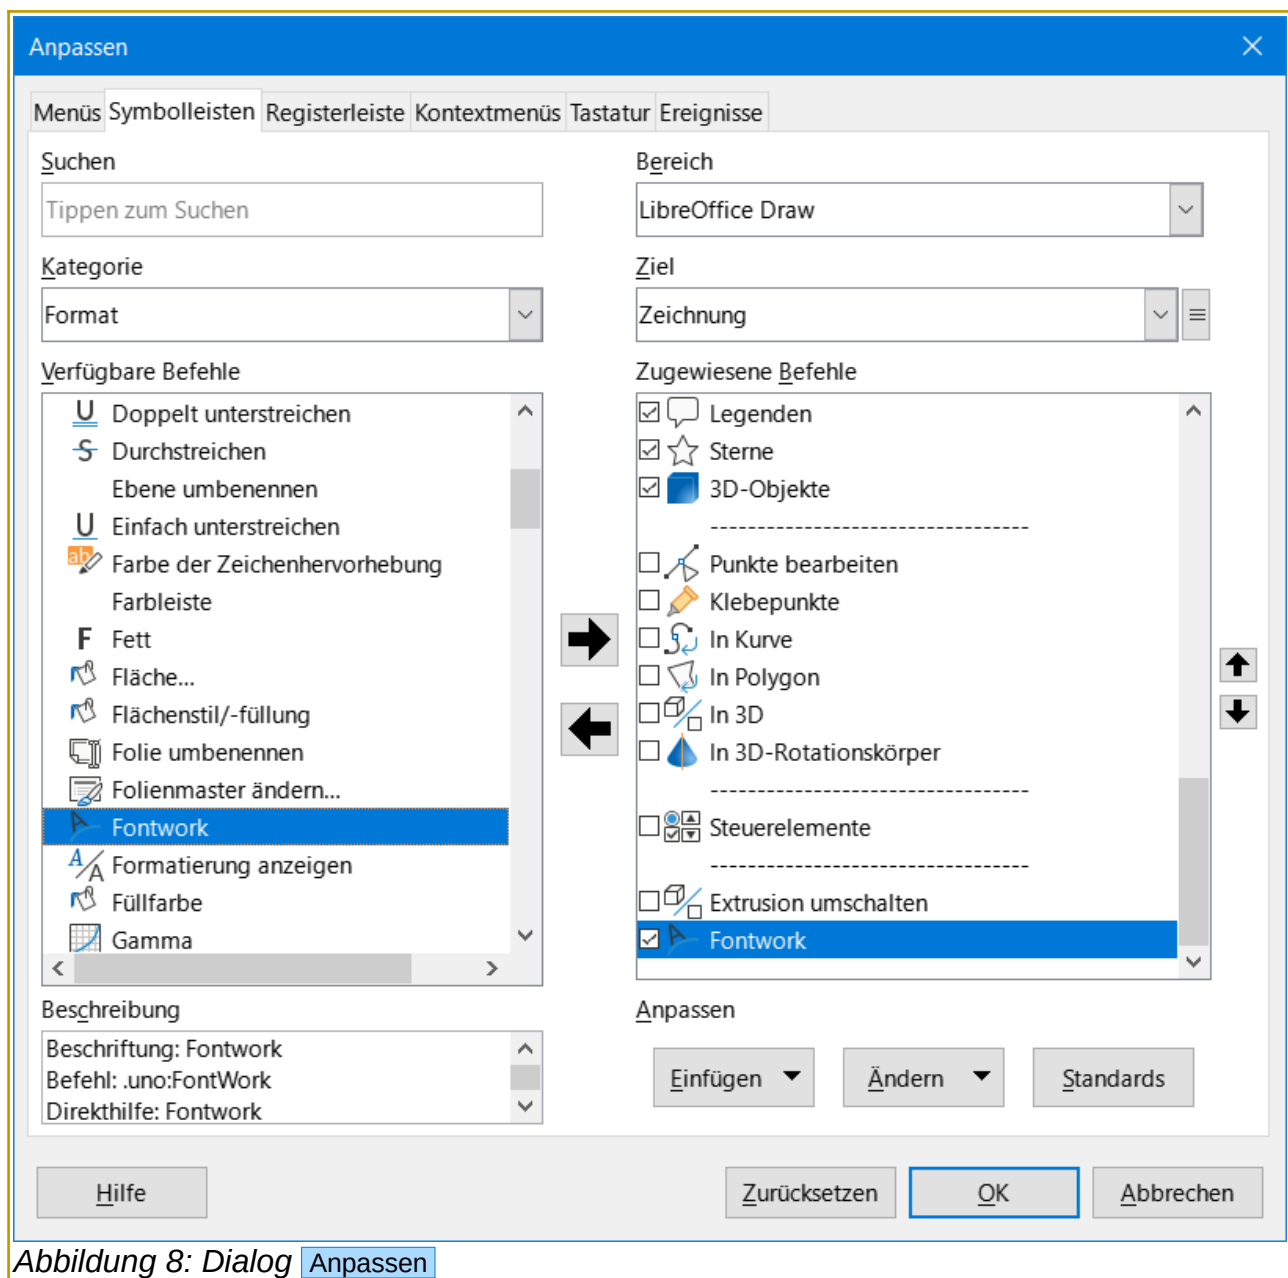 Anpassen
Menüs Symbolleisten Registerleiste Kontextmenüs Tastatur Ereignisse
Suchen
Tippen zum Suchen
Kategorie
Format
Verfügbare Befehle
Doppelt unterstreichen
Durchstreichen
Ebene umbenennen
Einfach unterstreichen
Farbe der Zeichenhervorhebung
Farbleiste
Fett
Fläche...
Flächenstil/-füllung
Folie umbenennen
Folienmaster ändern...
Fontwork
Formatierung anzeigen
Füllfarbe
Gamma
Beschreibung
Beschriftung: Fontwork
Befehl: .uno:FontWork
Direkthilfe: Fontwork
Bereich
LibreOffice Draw
Ziel
Zeichnung
Zugewiesene Befehle
Legenden
Sterne
3D-Objekte
----------------------------------
Punkte bearbeiten
Klebepunkte
In Kurve
In Polygon
In 3D
In 3D-Rotationskörper
----------------------------------
Steuerelemente
----------------------------------
Extrusion umschalten
Fontwork
Anpassen
Einfügen Ändern Standards
Hilfe Zurücksetzen OK Abbrechen
Abbildung 8: Dialog Anpassen